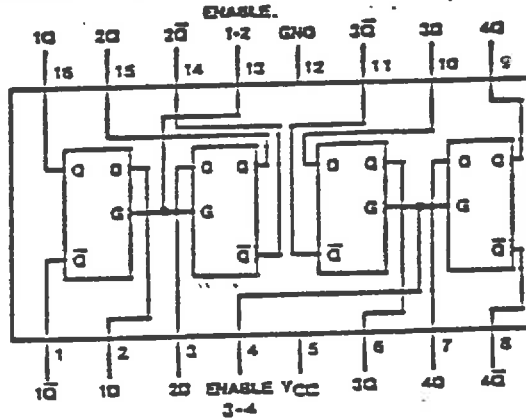 ENABLE.
1Q 2Q 2Q̅ 1-2 GND 3Q̅ 3Q 4Q
16 15 14 13 12 11 10 9
Q D D Q Q D D Q
G G G G
Q̅ Q̅ Q̅ Q̅
1 2 3 4 5 6 7 8
1Q̅ 1D 2D ENABLE VCC 3D 4D 4Q̅
3-4